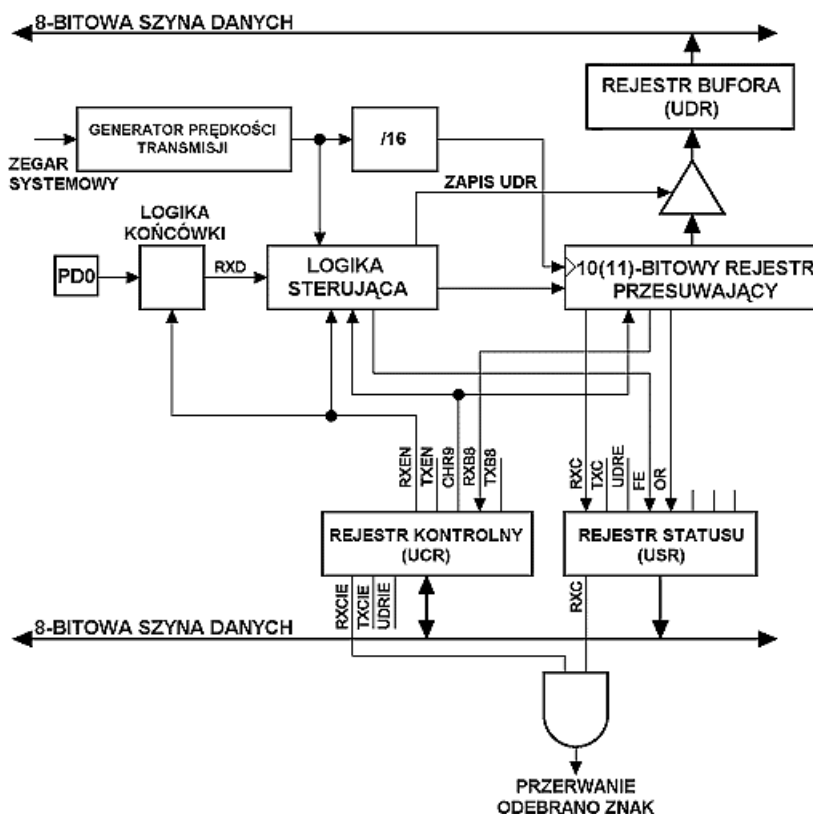 8-BITOWA SZYNA DANYCH
REJESTR BUFORA
(UDR)
GENERATOR PRĘDKOŚCI
TRANSMISJI
/16
ZEGAR
SYSTEMOWY
ZAPIS UDR
LOGIKA
KOŃCÓWKI
PD0
RXD
LOGIKA
STERUJĄCA
10(11)-BITOWY REJESTR
PRZESUWAJĄCY
RXEN
TXEN
CHR9
RXB8
TXB8
RXC
TXC
UDRE
FE
OR
REJESTR KONTROLNY
(UCR)
REJESTR STATUSU
(USR)
RXCIE
TXCIE
UDRIE
RXC
8-BITOWA SZYNA DANYCH
PRZERWANIE
ODEBRANO ZNAK